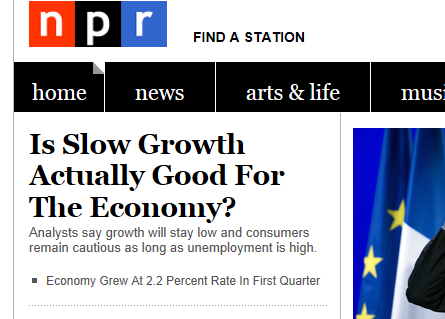 npr
FIND A STATION
home news arts & life musi
Is Slow Growth
Actually Good For
The Economy?
Analysts say growth will stay low and consumers
remain cautious as long as unemployment is high.
Economy Grew At 2.2 Percent Rate In First Quarter